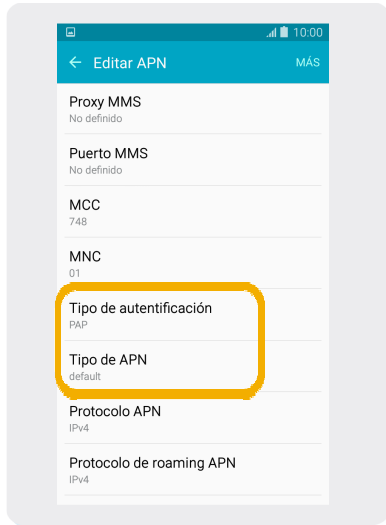 10:00
Editar APN
MÁS
Proxy MMS
No definido
Puerto MMS
No definido
MCC
748
MNC
01
Tipo de autentificación
PAP
Tipo de APN
default
Protocolo APN
IPv4
Protocolo de roaming APN
IPv4